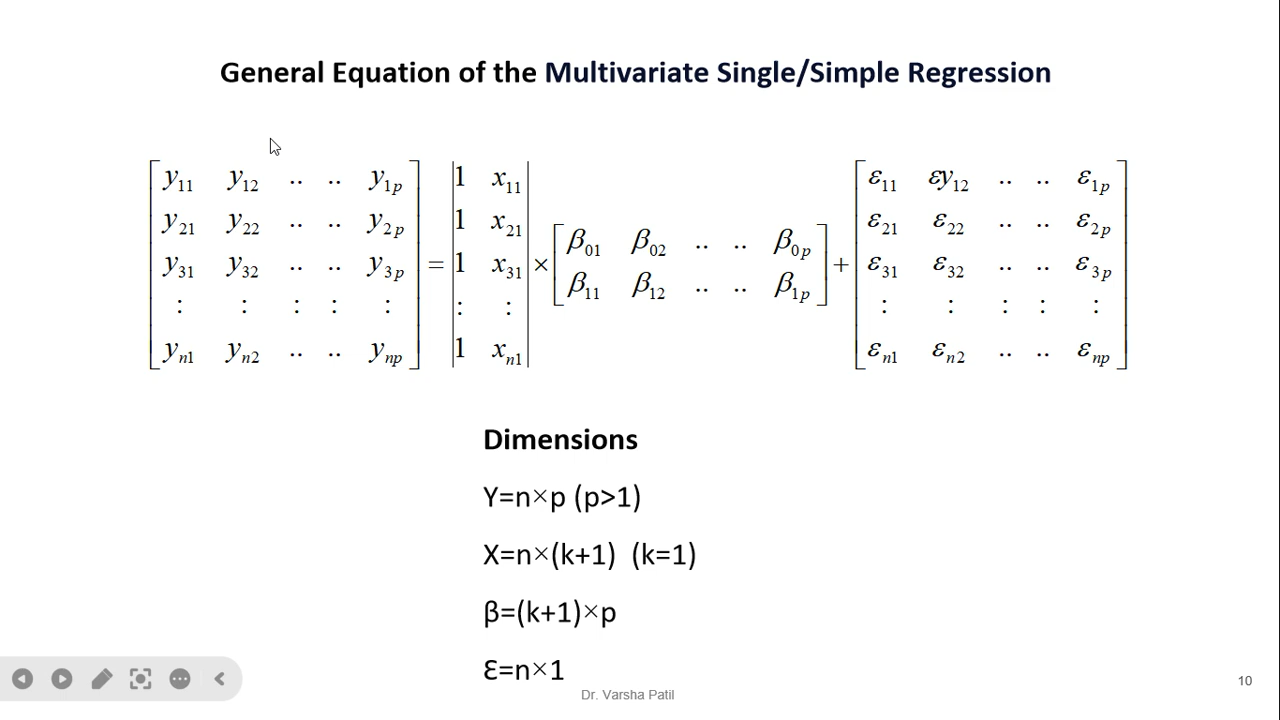 General Equation of the Multivariate Single/Simple Regression
y11 y12 .. .. y1p 1 x11 ε11 εy12 .. .. ε1p
y21 y22 .. .. y2p 1 x21 β01 β02 .. .. β0p ε21 ε22 .. .. ε2p
y31 y32 .. .. y3p = 1 x31 × β11 β12 .. .. β1p + ε31 ε32 .. .. ε3p
: : : : : : : : : : : :
yn1 yn2 .. .. ynp 1 xn1 εn1 εn2 .. .. εnp
Dimensions
Y=n×p (p>1)
X=n×(k+1) (k=1)
β=(k+1)×p
Ɛ=n×1
Dr. Varsha Patil
10